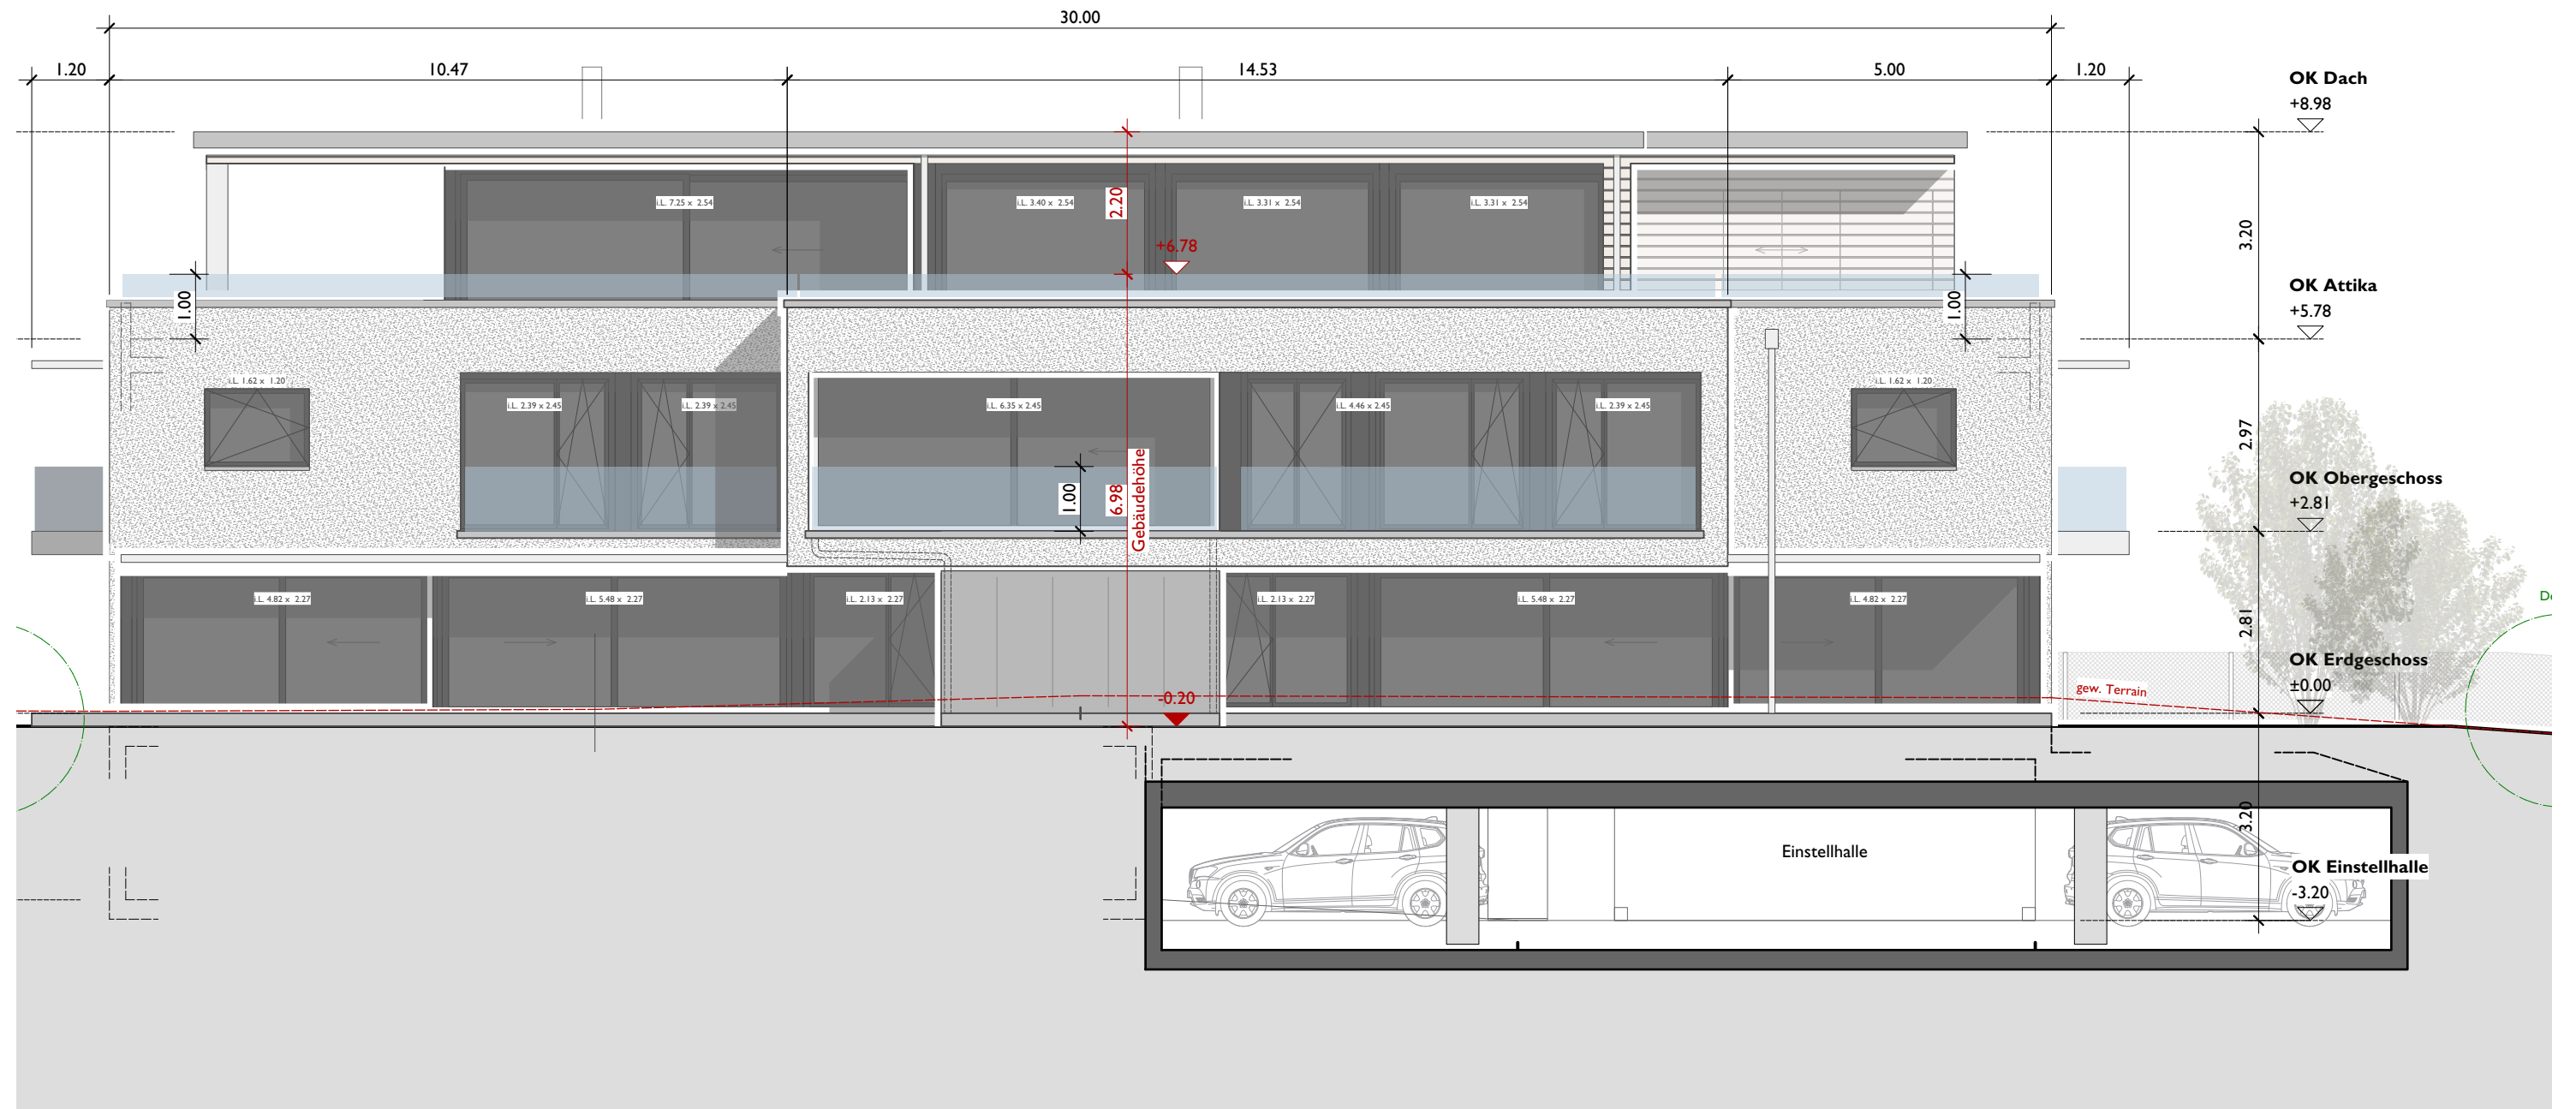 30.00
1.20
10.47
14.53
5.00
1.20
OK Dach
+8.98
i.L. 7.25 x 2.54
i.L. 3.40 x 2.54
2.20
i.L. 3.31 x 2.54
i.L. 3.31 x 2.54
3.20
+6.78
1.00
1.00
OK Attika
+5.78
i.L. 1.62 x 1.20
i.L. 2.39 x 2.45
i.L. 2.39 x 2.45
i.L. 6.35 x 2.45
i.L. 4.46 x 2.45
i.L. 2.39 x 2.45
i.L. 1.62 x 1.20
2.97
1.00
6.98
Gebäudehöhe
OK Obergeschoss
+2.81
i.L. 4.82 x 2.27
i.L. 5.48 x 2.27
i.L. 2.13 x 2.27
i.L. 2.13 x 2.27
i.L. 5.48 x 2.27
i.L. 4.82 x 2.27
2.81
OK Erdgeschoss
±0.00
gew. Terrain
-0.20
3.20
Einstellhalle
OK Einstellhalle
-3.20